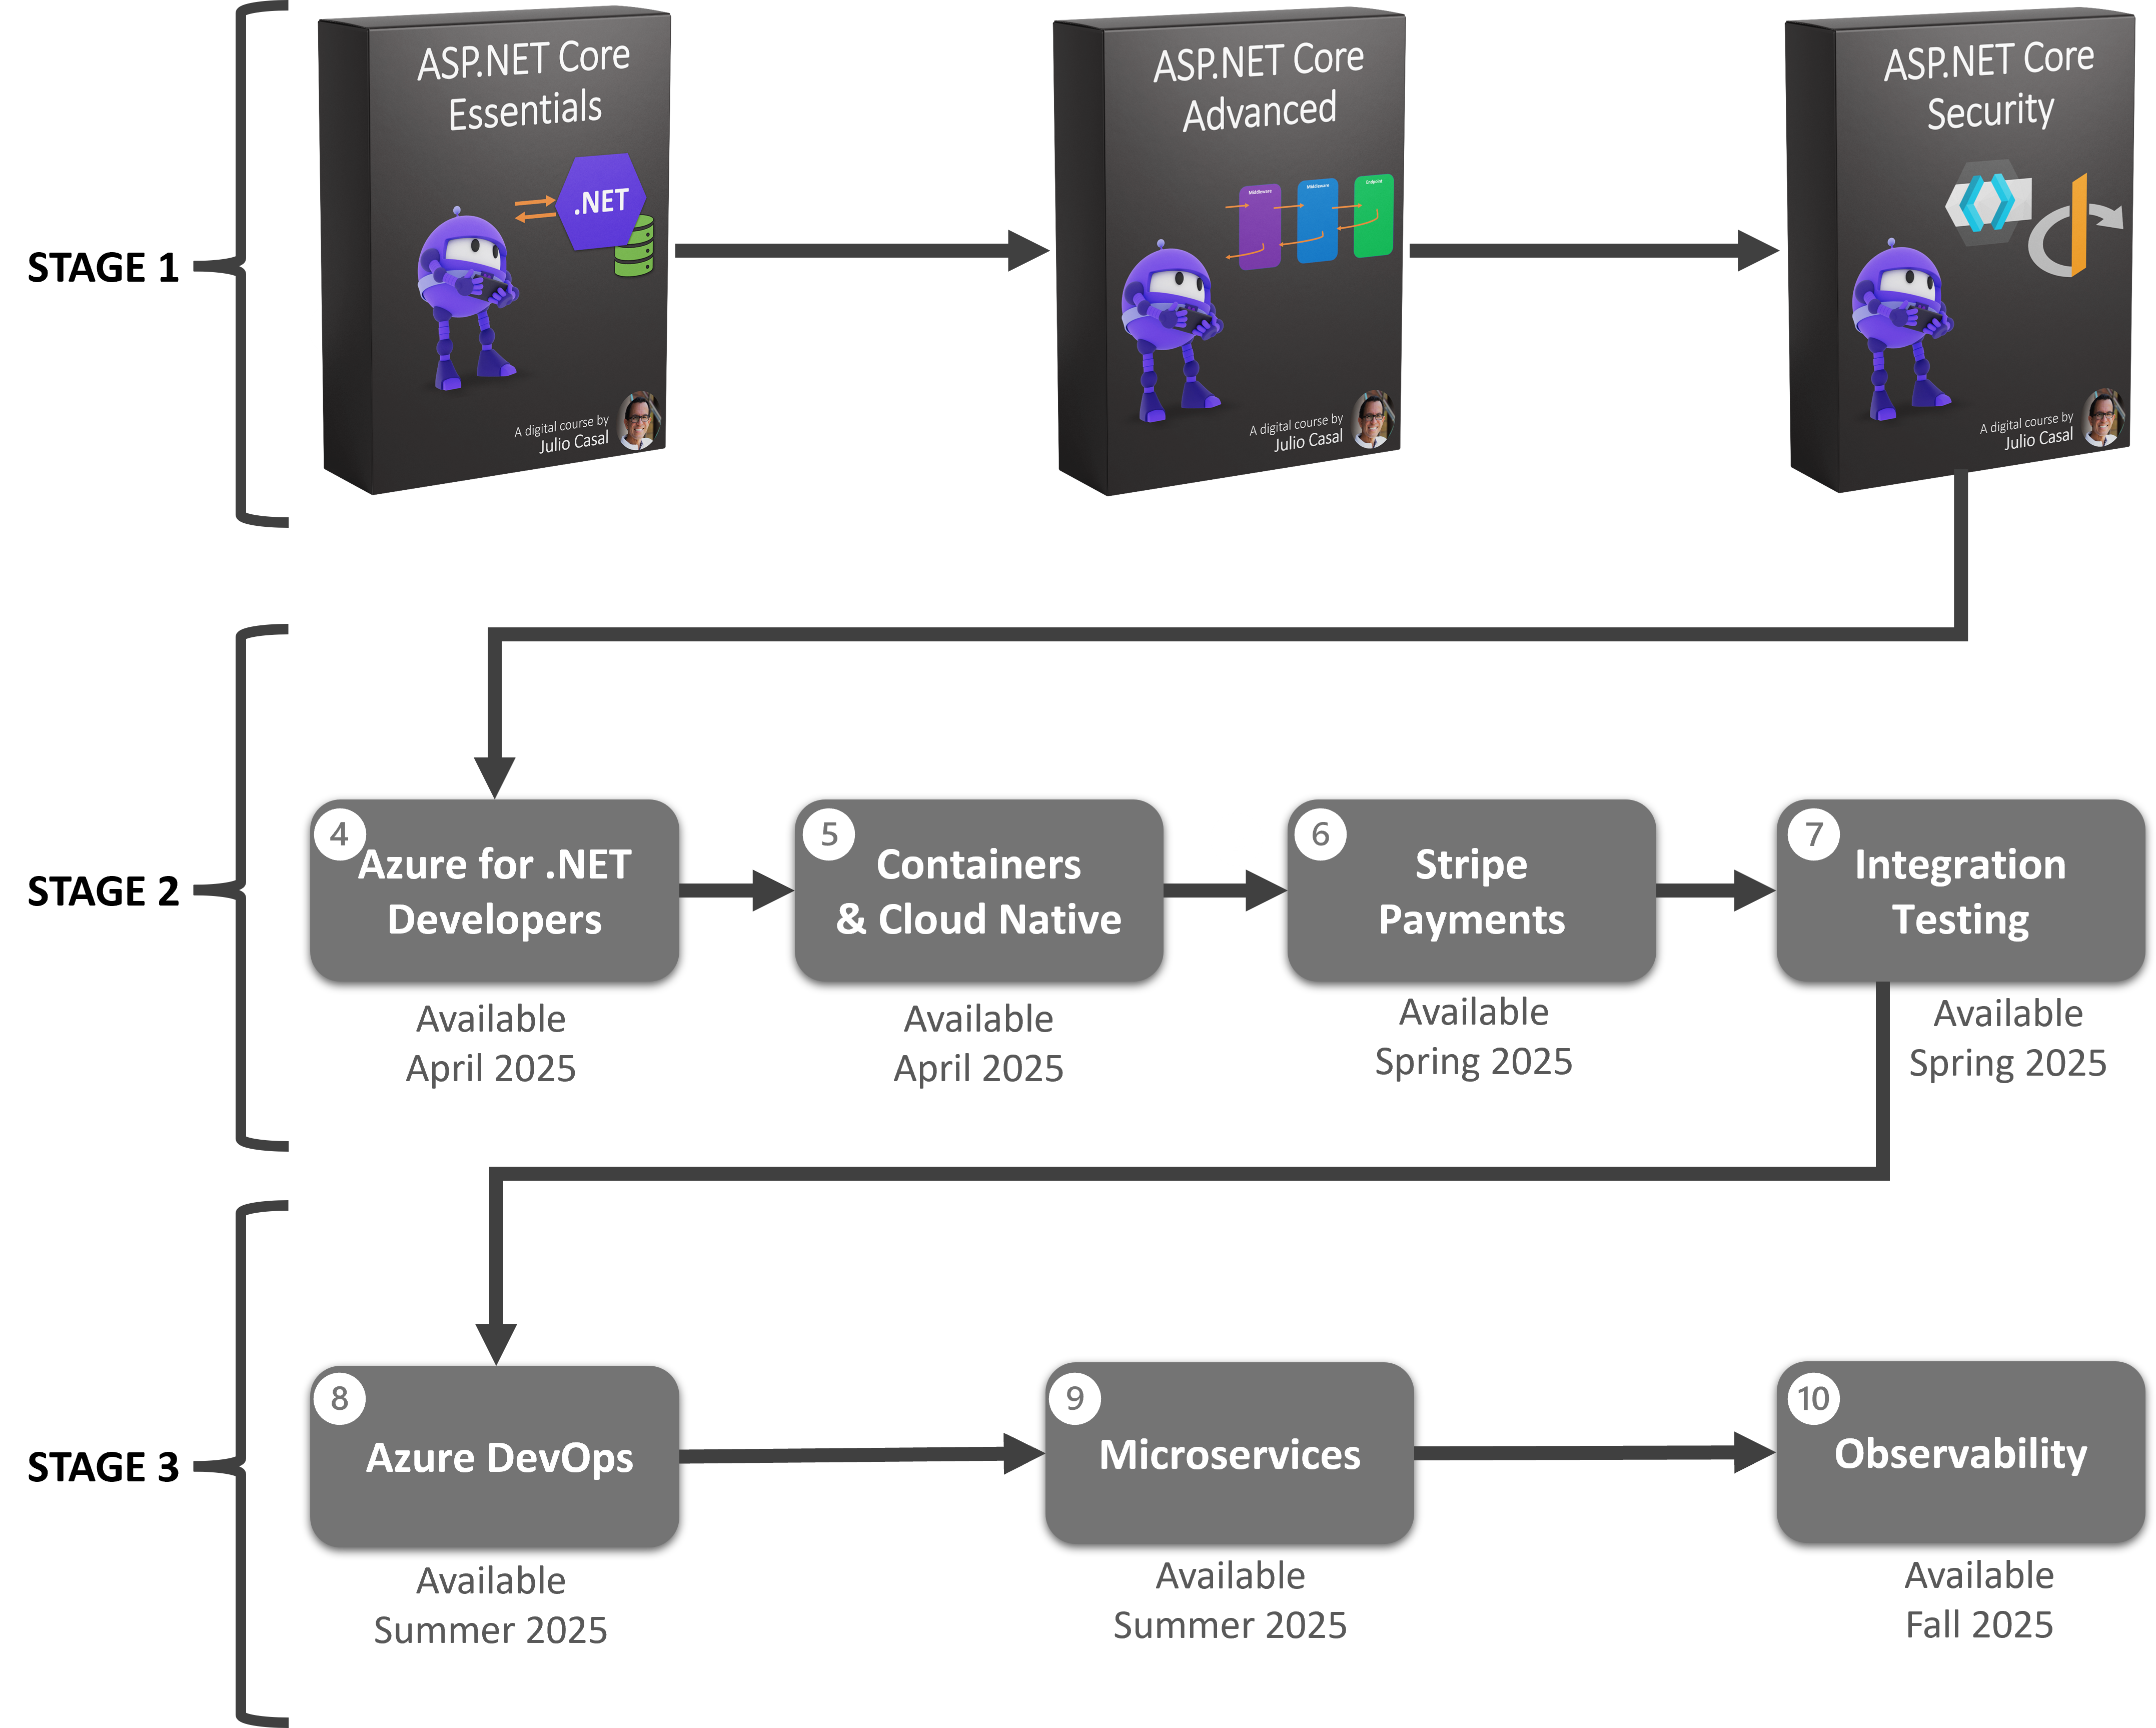 ASP.NET Core
Essentials
.NET
A digital course by
Julio Casal
ASP.NET Core
Advanced
Middleware
Middleware
Endpoint
A digital course by
Julio Casal
ASP.NET Core
Security
A digital course by
Julio Casal
STAGE 1
STAGE 2
4
Azure for .NET
Developers
Available
April 2025
5
Containers
& Cloud Native
Available
April 2025
6
Stripe
Payments
Available
Spring 2025
7
Integration
Testing
Available
Spring 2025
STAGE 3
8
Azure DevOps
Available
Summer 2025
9
Microservices
Available
Summer 2025
10
Observability
Available
Fall 2025